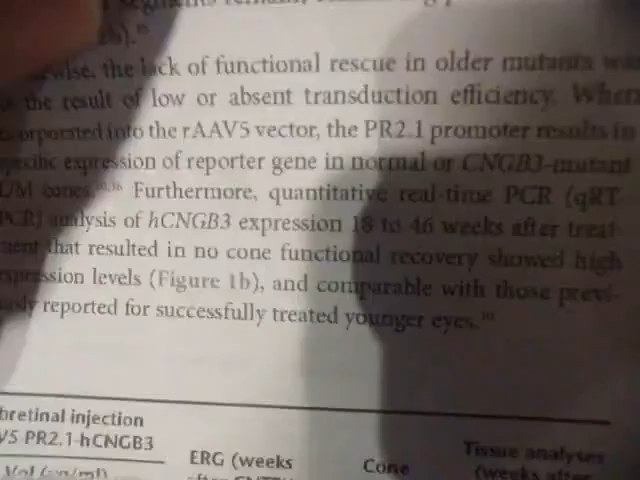 the lack of functional rescue in older mutants was
the result of low or absent transduction efficiency. When
into the rAAV5 vector, the PR2.1 promoter results in
expression of reporter gene in normal or CNGB3-mutant
L/M cones. Furthermore, quantitative real-time PCR (qRT-
PCR) analysis of hCNGB3 expression 18 to 46 weeks after treat-
ment that resulted in no cone functional recovery showed high
expression levels (Figure 1b), and comparable with those previ-
ously reported for successfully treated younger eyes.
bretinal injection
V5 PR2.1-hCNGB3
ERG (weeks
Cone
Tissue analyses
(weeks after